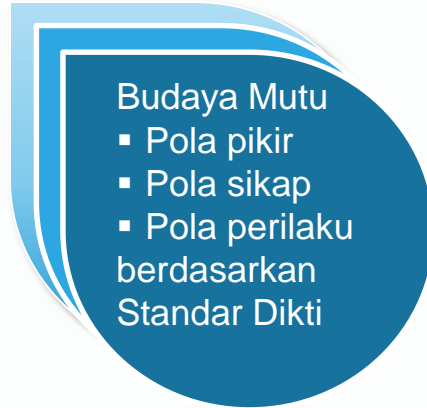 Budaya Mutu
▪ Pola pikir
▪ Pola sikap
▪ Pola perilaku
berdasarkan
Standar Dikti